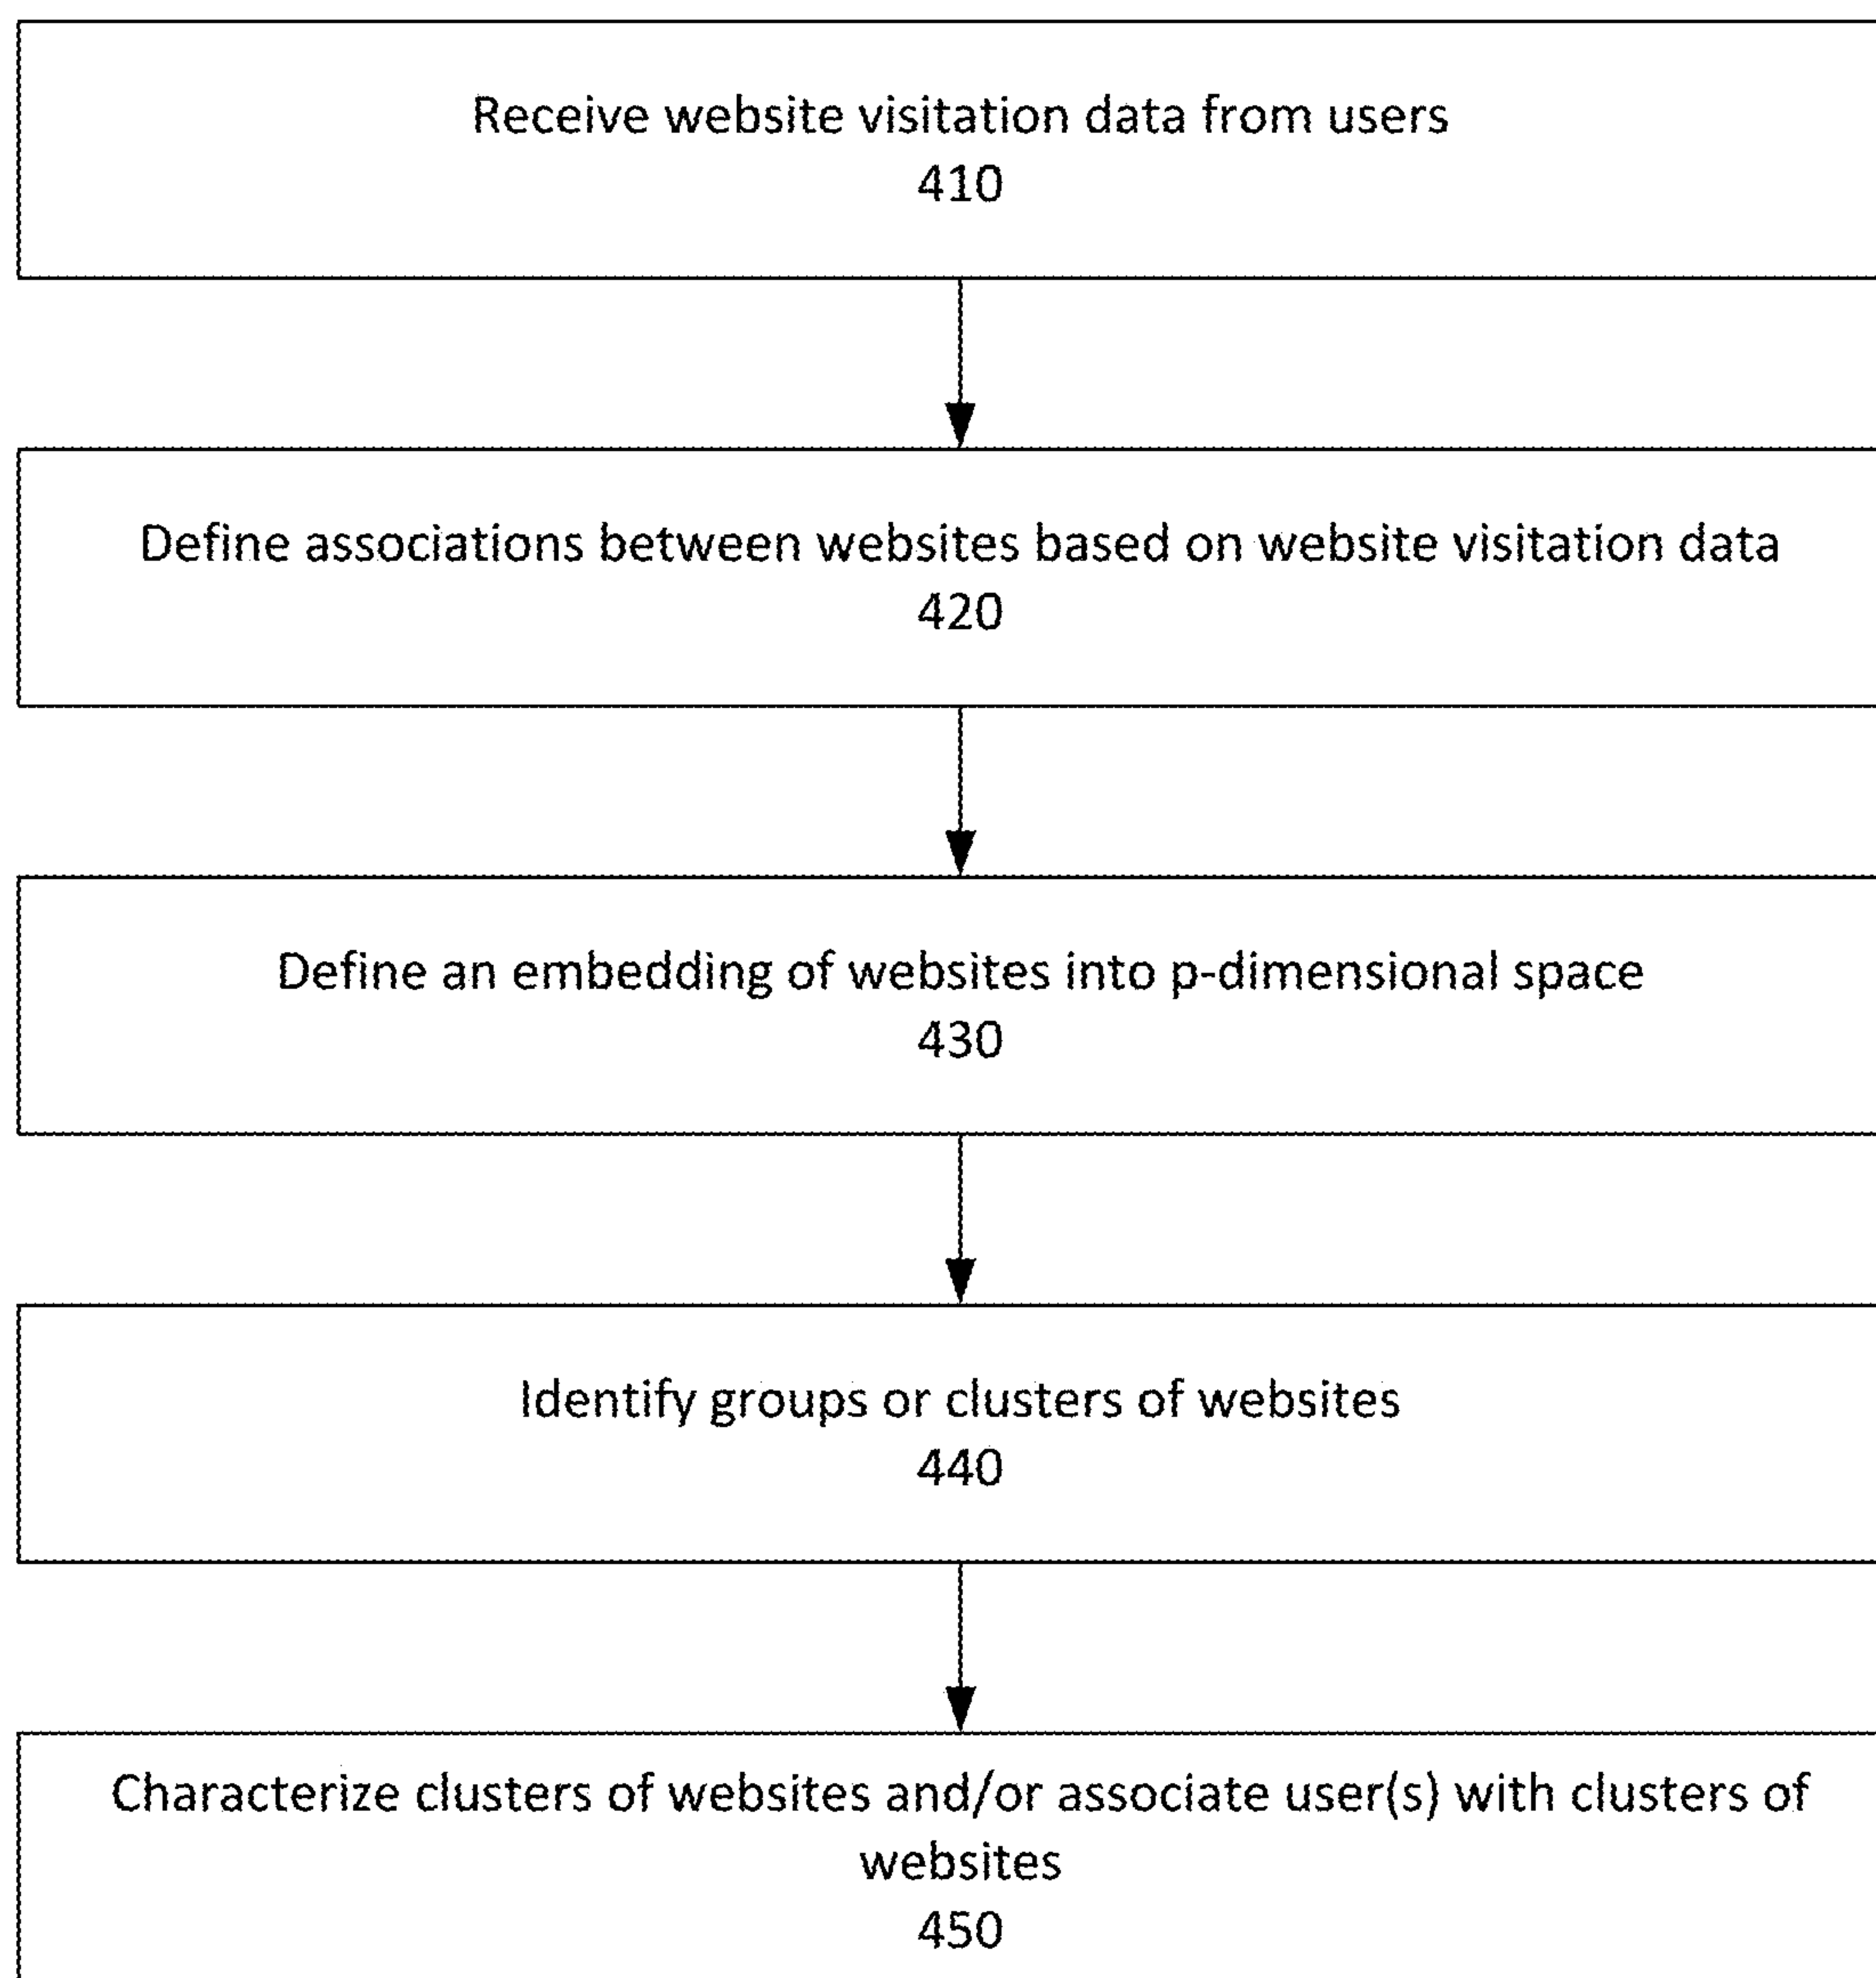 Receive website visitation data from users
410
Define associations between websites based on website visitation data
420
Define an embedding of websites into p-dimensional space
430
Identify groups or clusters of websites
440
Characterize clusters of websites and/or associate user(s) with clusters of
websites
450